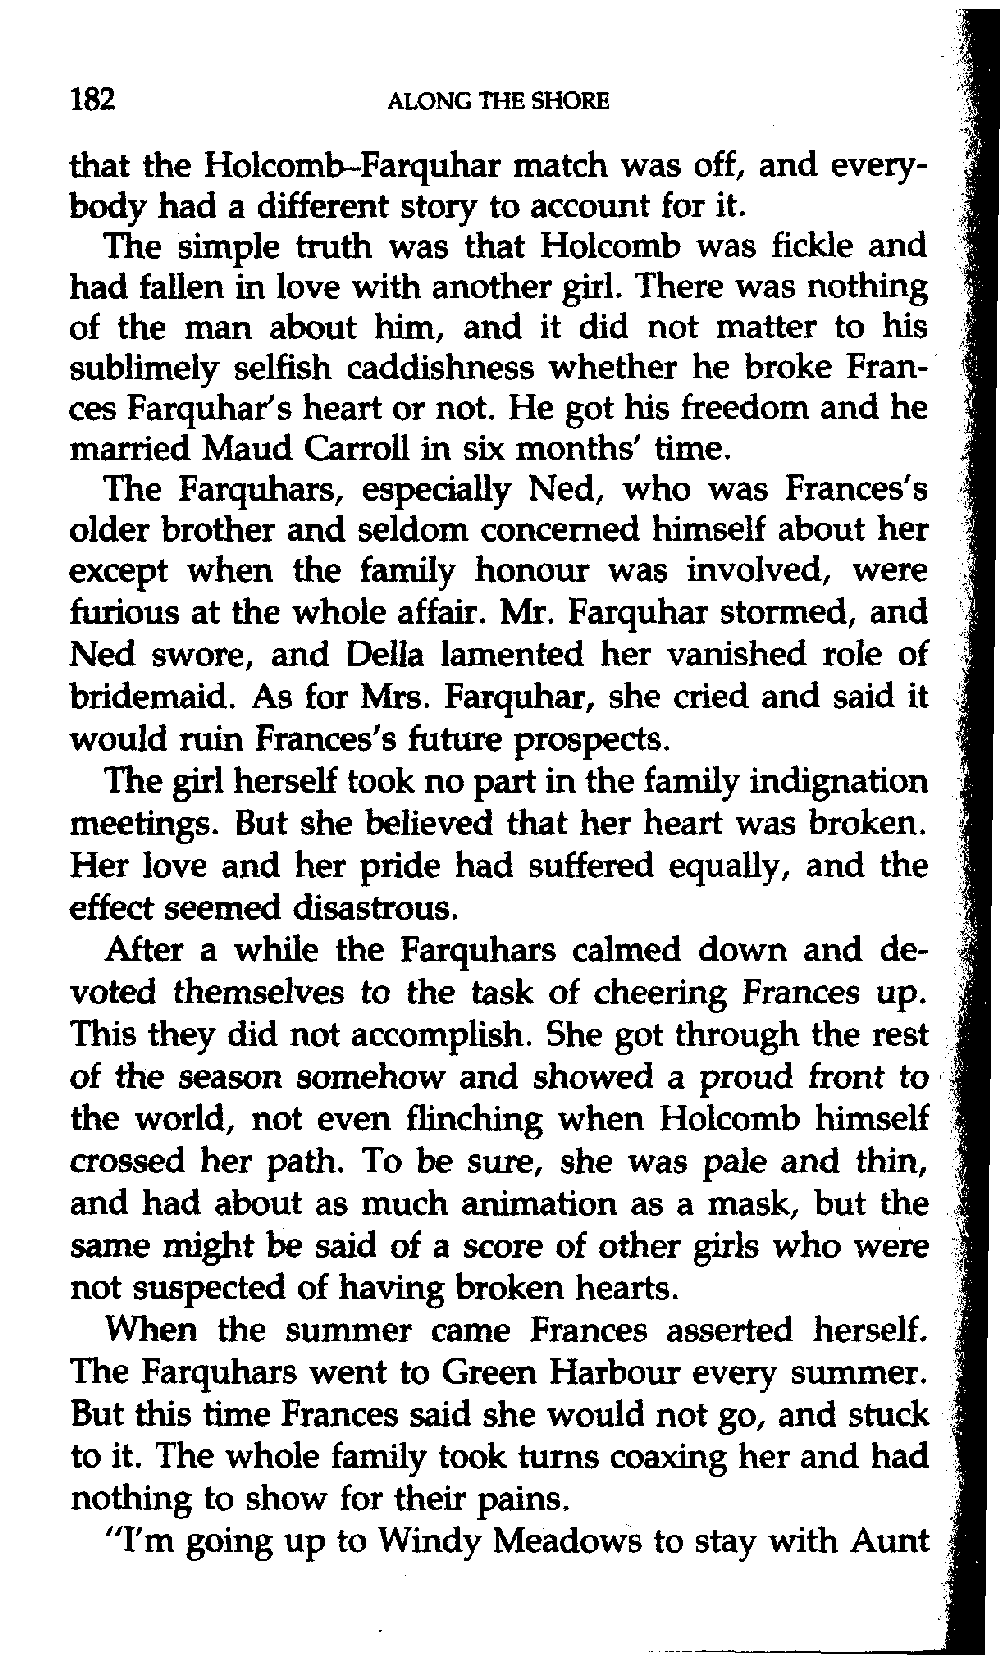 182 ALONG THE SHORE
that the Holcomb–Farquhar match was off, and every-
body had a different story to account for it.
The simple truth was that Holcomb was fickle and
had fallen in love with another girl. There was nothing
of the man about him, and it did not matter to his
sublimely selfish caddishness whether he broke Fran-
ces Farquhar's heart or not. He got his freedom and he
married Maud Carroll in six months' time.
The Farquhars, especially Ned, who was Frances's
older brother and seldom concerned himself about her
except when the family honour was involved, were
furious at the whole affair. Mr. Farquhar stormed, and
Ned swore, and Della lamented her vanished role of
bridemaid. As for Mrs. Farquhar, she cried and said it
would ruin Frances's future prospects.
The girl herself took no part in the family indignation
meetings. But she believed that her heart was broken.
Her love and her pride had suffered equally, and the
effect seemed disastrous.
After a while the Farquhars calmed down and de-
voted themselves to the task of cheering Frances up.
This they did not accomplish. She got through the rest
of the season somehow and showed a proud front to
the world, not even flinching when Holcomb himself
crossed her path. To be sure, she was pale and thin,
and had about as much animation as a mask, but the
same might be said of a score of other girls who were
not suspected of having broken hearts.
When the summer came Frances asserted herself.
The Farquhars went to Green Harbour every summer.
But this time Frances said she would not go, and stuck
to it. The whole family took turns coaxing her and had
nothing to show for their pains.
"I'm going up to Windy Meadows to stay with Aunt